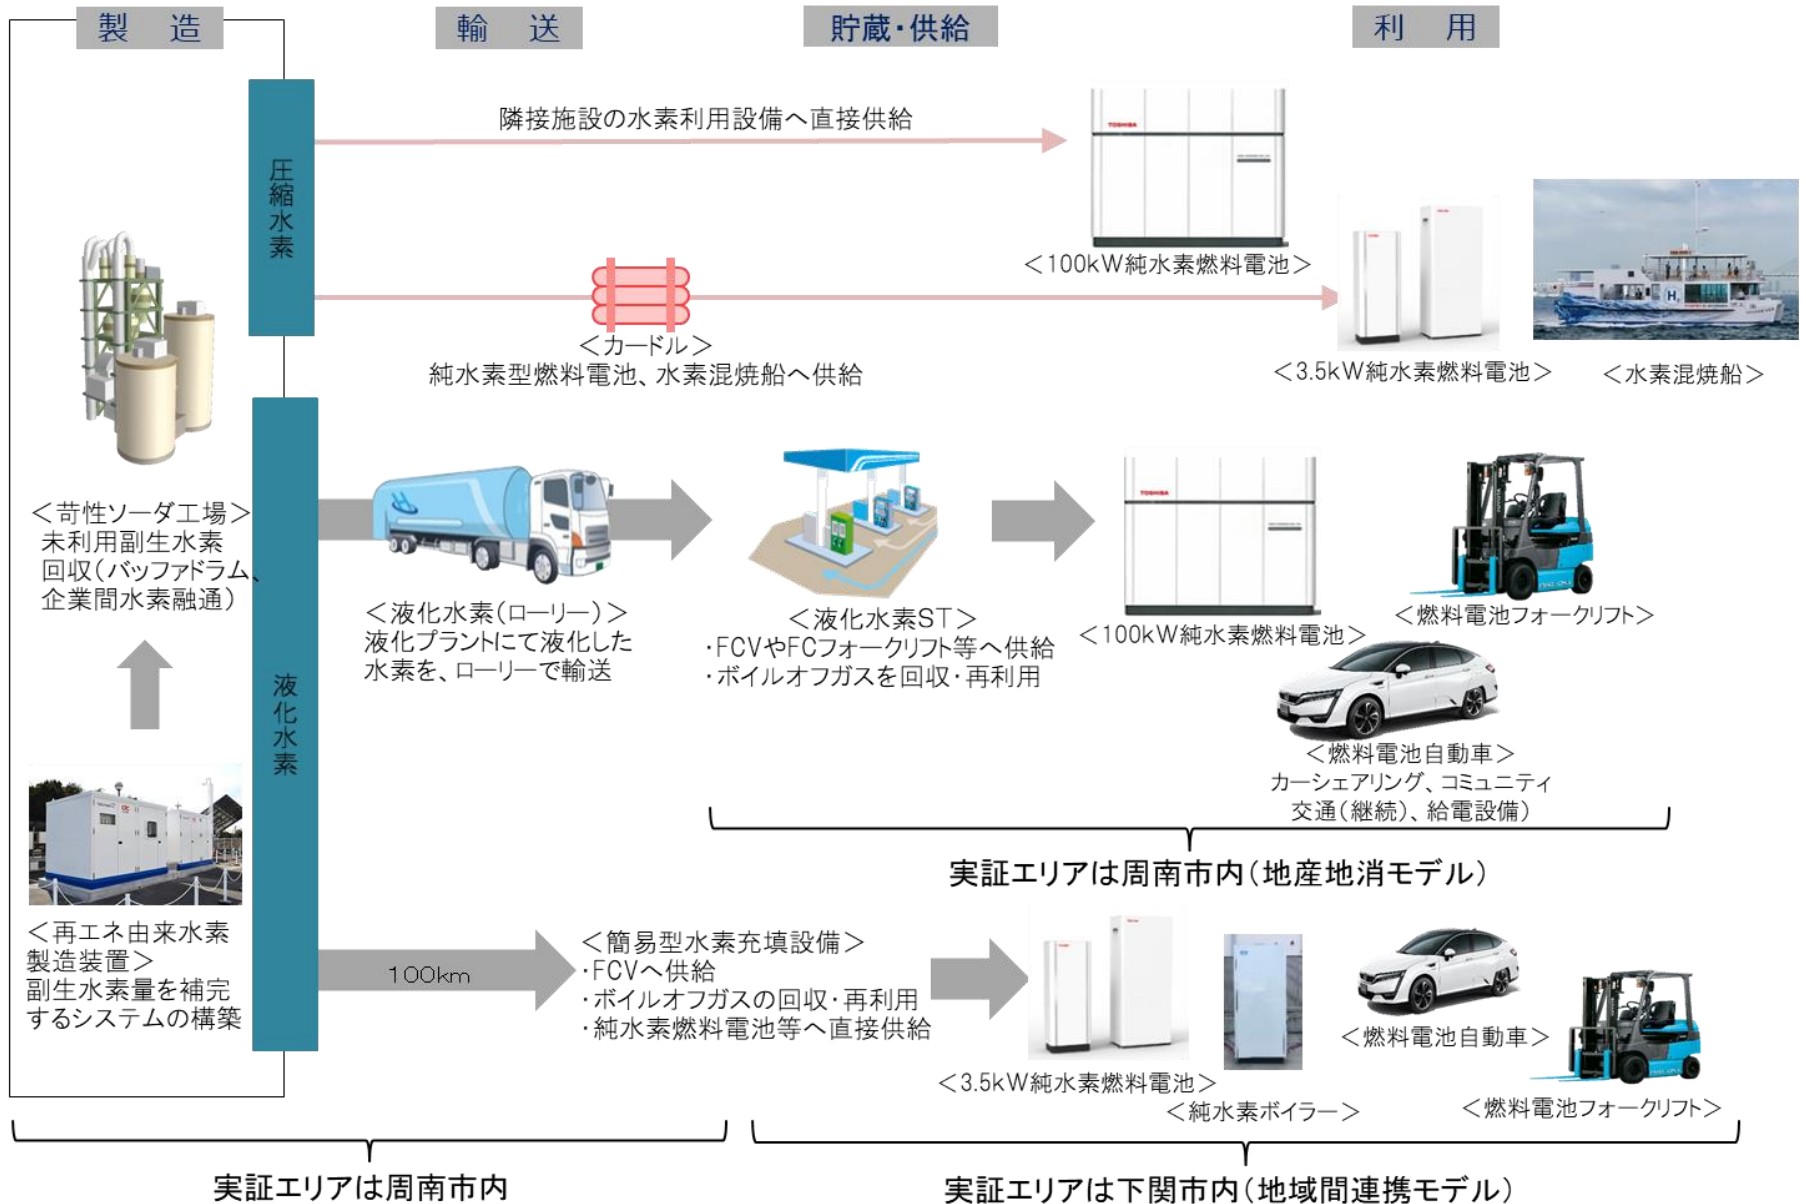 製 造
輸 送
貯蔵・供給
利 用
圧縮水素
隣接施設の水素利用設備へ直接供給
TOSHIBA
＜100kW純水素燃料電池＞
＜カードル＞
純水素型燃料電池、水素混焼船へ供給
＜3.5kW純水素燃料電池＞
＜水素混焼船＞
＜苛性ソーダ工場＞
未利用副生水素
回収（バッファドラム、
企業間水素融通）
液化水素
＜液化水素（ローリー）＞
液化プラントにて液化した
水素を、ローリーで輸送
＜液化水素ST＞
・FCVやFCフォークリフト等へ供給
・ボイルオフガスを回収・再利用
TOSHIBA
＜100kW純水素燃料電池＞
＜燃料電池フォークリフト＞
＜燃料電池自動車＞
カーシェアリング、コミュニティ
交通（継続）、給電設備）
実証エリアは周南市内（地産地消モデル）
＜再エネ由来水素
製造装置＞
副生水素量を補完
するシステムの構築
100km
＜簡易型水素充填設備＞
・FCVへ供給
・ボイルオフガスの回収・再利用
・純水素燃料電池等へ直接供給
＜3.5kW純水素燃料電池＞
＜純水素ボイラー＞
＜燃料電池自動車＞
＜燃料電池フォークリフト＞
実証エリアは周南市内
実証エリアは下関市内（地域間連携モデル）